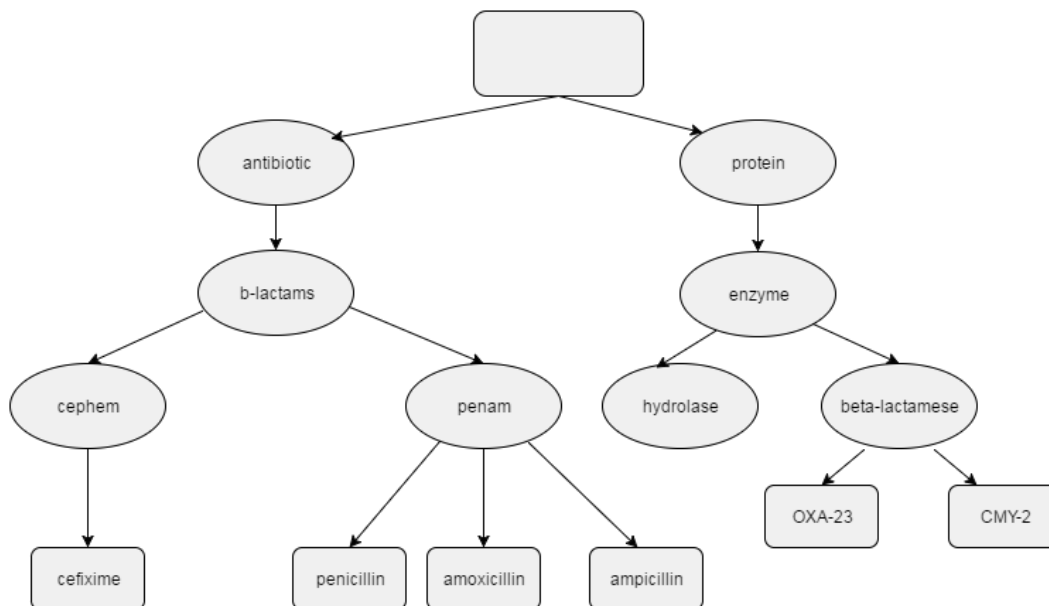 antibiotic
protein
b-lactams
enzyme
cephem
penam
hydrolase
beta-lactamese
OXA-23
CMY-2
cefixime
penicillin
amoxicillin
ampicillin